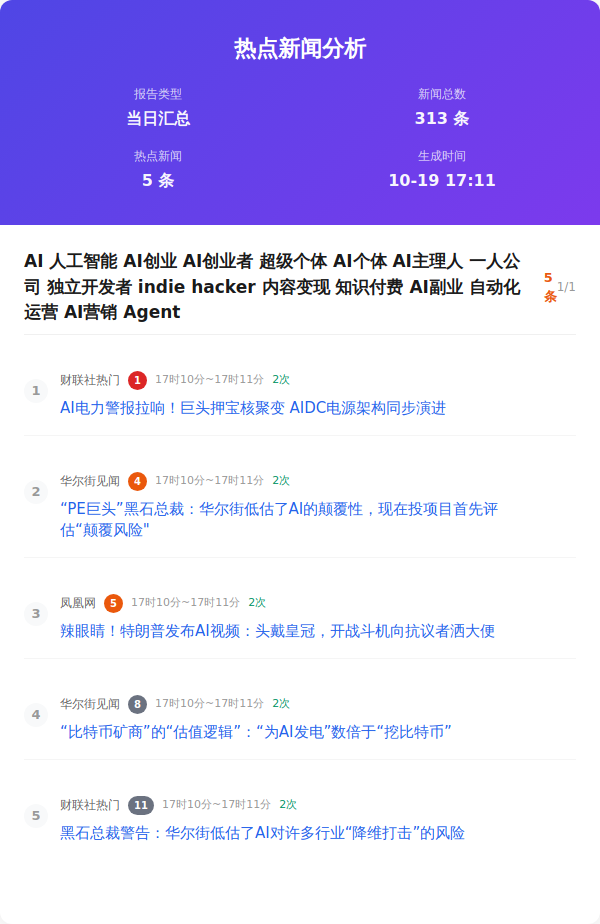 热点新闻分析
报告类型
新闻总数
当日汇总
313 条
热点新闻
生成时间
5 条
10-19 17:11
AI 人工智能 AI创业 AI创业者 超级个体 AI个体 AI主理人 一人公
司 独立开发者 indie hacker 内容变现 知识付费 AI副业 自动化
运营 AI营销 Agent
5
条
1/1
1
财联社热门 1 17时10分~17时11分 2次
AI电力警报拉响！巨头押宝核聚变 AIDC电源架构同步演进
2
华尔街见闻 4 17时10分~17时11分 2次
“PE巨头”黑石总裁：华尔街低估了AI的颠覆性，现在投项目首先评
估“颠覆风险"
3
凤凰网 5 17时10分~17时11分 2次
辣眼睛！特朗普发布AI视频：头戴皇冠，开战斗机向抗议者洒大便
4
华尔街见闻 8 17时10分~17时11分 2次
“比特币矿商”的“估值逻辑”：“为AI发电”数倍于“挖比特币”
5
财联社热门 11 17时10分~17时11分 2次
黑石总裁警告：华尔街低估了AI对许多行业“降维打击”的风险